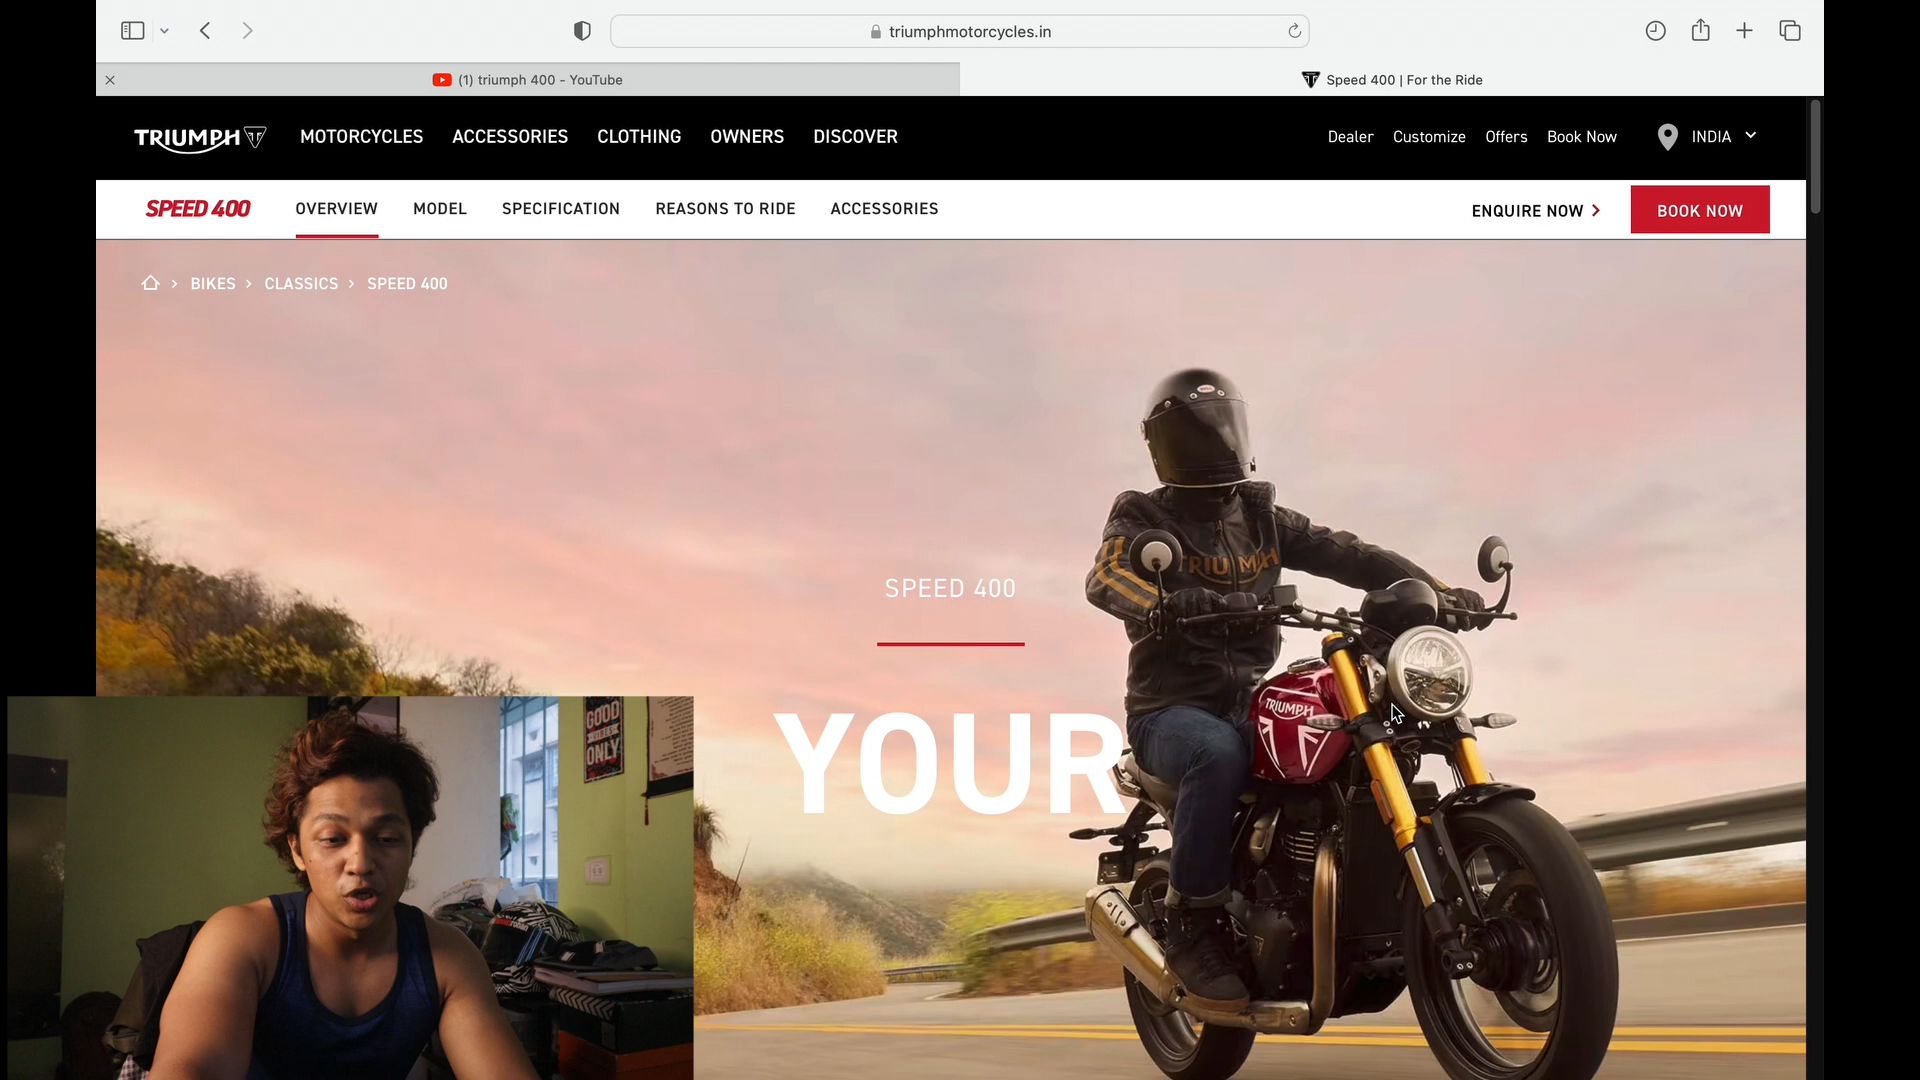 triumphmotorcycles.in
(1) triumph 400 - YouTube
Speed 400 | For the Ride
TRIUMPH
MOTORCYCLES
ACCESSORIES
CLOTHING
OWNERS
DISCOVER
Dealer
Customize
Offers
Book Now
INDIA
SPEED 400
OVERVIEW
MODEL
SPECIFICATION
REASONS TO RIDE
ACCESSORIES
ENQUIRE NOW
BOOK NOW
BIKES > CLASSICS > SPEED 400
SPEED 400
YOUR
TRIUMPH
TRIUMPH
GOOD
ONLY